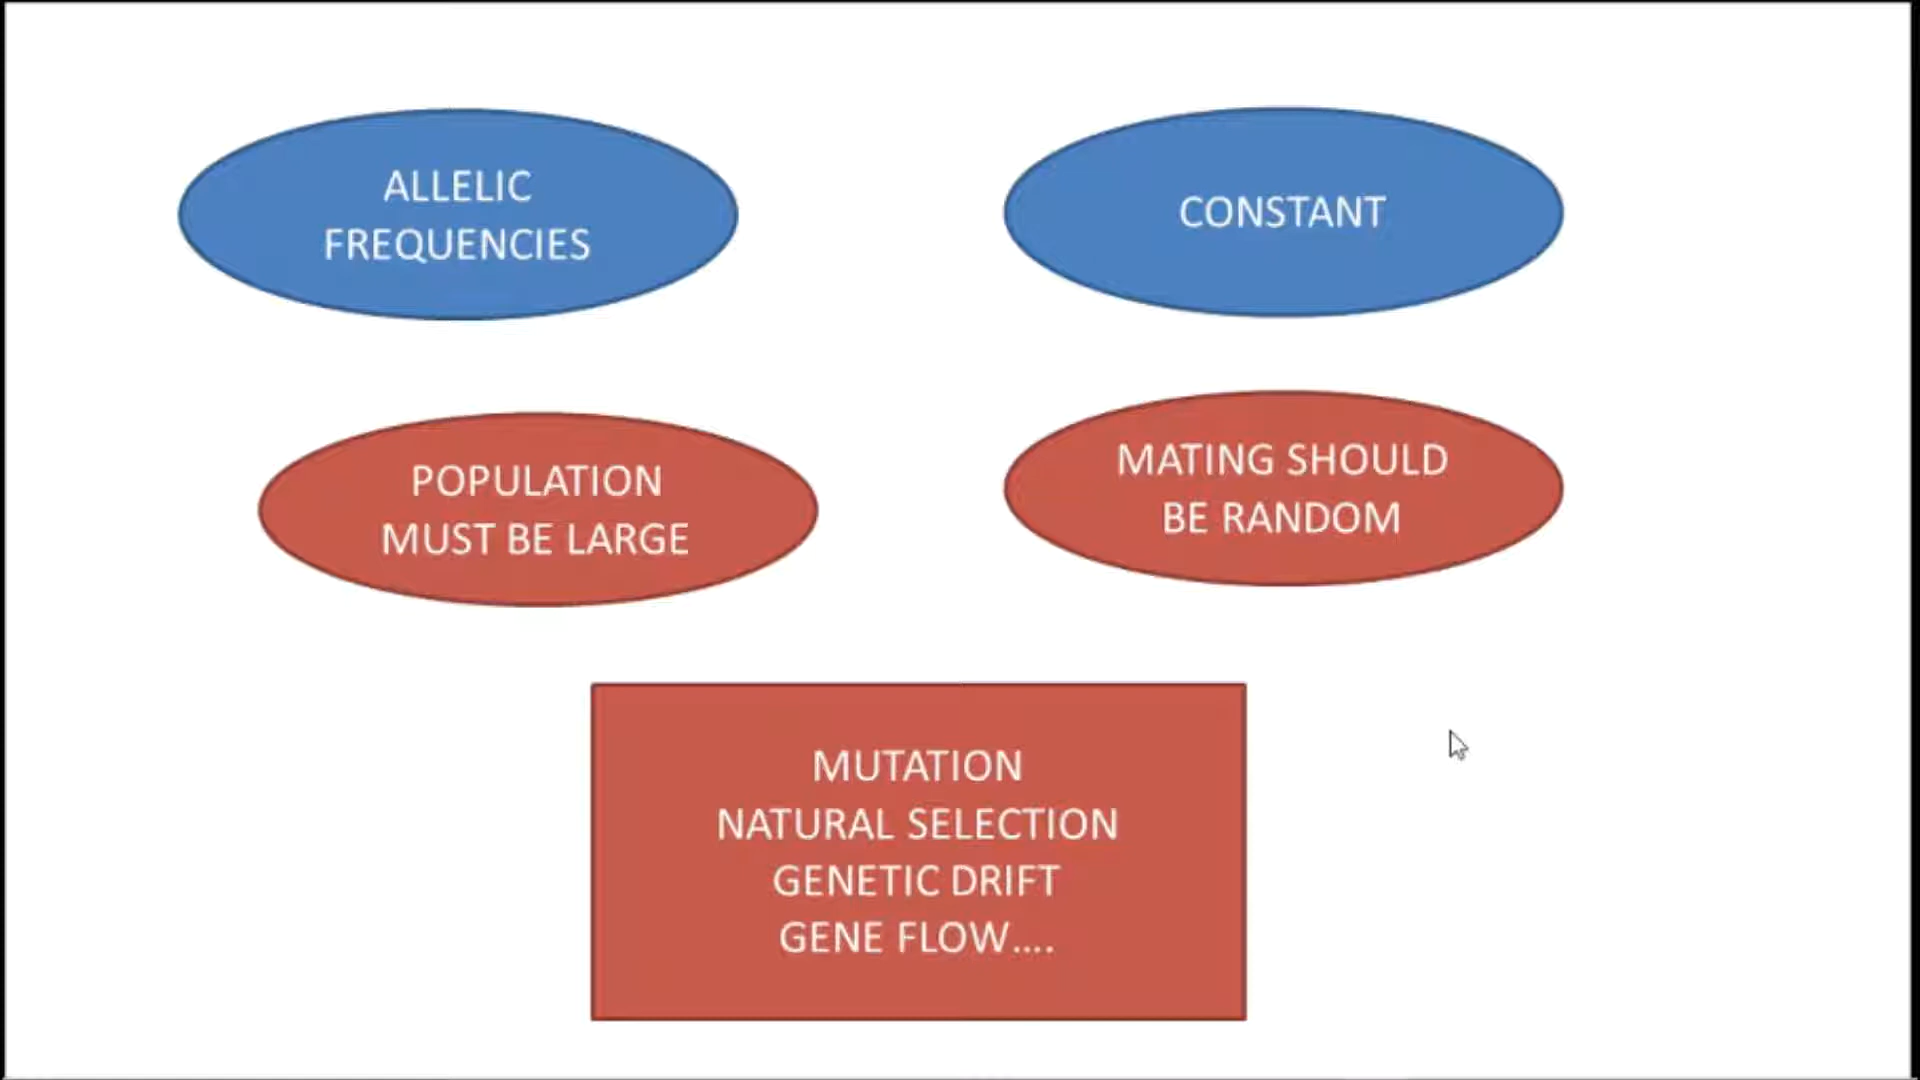 ALLELIC
FREQUENCIES
CONSTANT
POPULATION
MUST BE LARGE
MATING SHOULD
BE RANDOM
MUTATION
NATURAL SELECTION
GENETIC DRIFT
GENE FLOW....